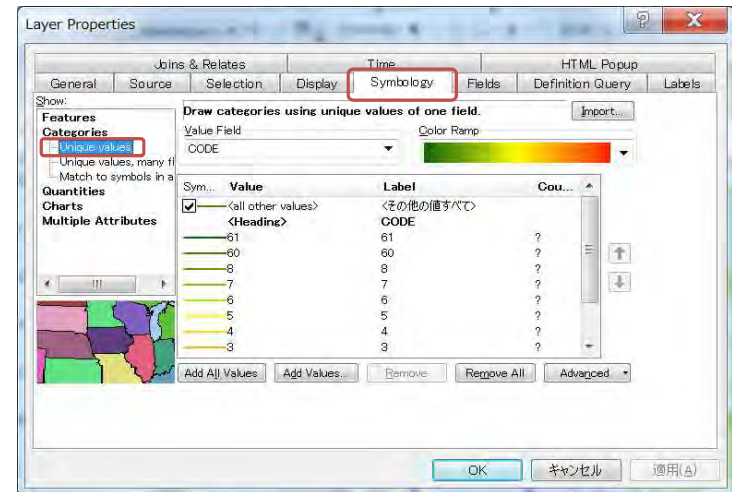 Layer Properties
Joins & Relates Time HTML Popup
General Source Selection Display Symbology Fields Definition Query Labels
Show:
Features
Categories
Unique values
Unique values, many fi
Match to symbols in a
Quantities
Charts
Multiple Attributes
Draw categories using unique values of one field.
Import...
Value Field
Color Ramp
CODE
Sym... Value Label Cou...
<all other values> <その他の値すべて>
<Heading> CODE
61 61 ?
60 60 ?
8 8 ?
7 7 ?
6 6 ?
5 5 ?
4 4 ?
3 3 ?
Add All Values Add Values... Remove Remove All Advanced
OK キャンセル 適用(A)